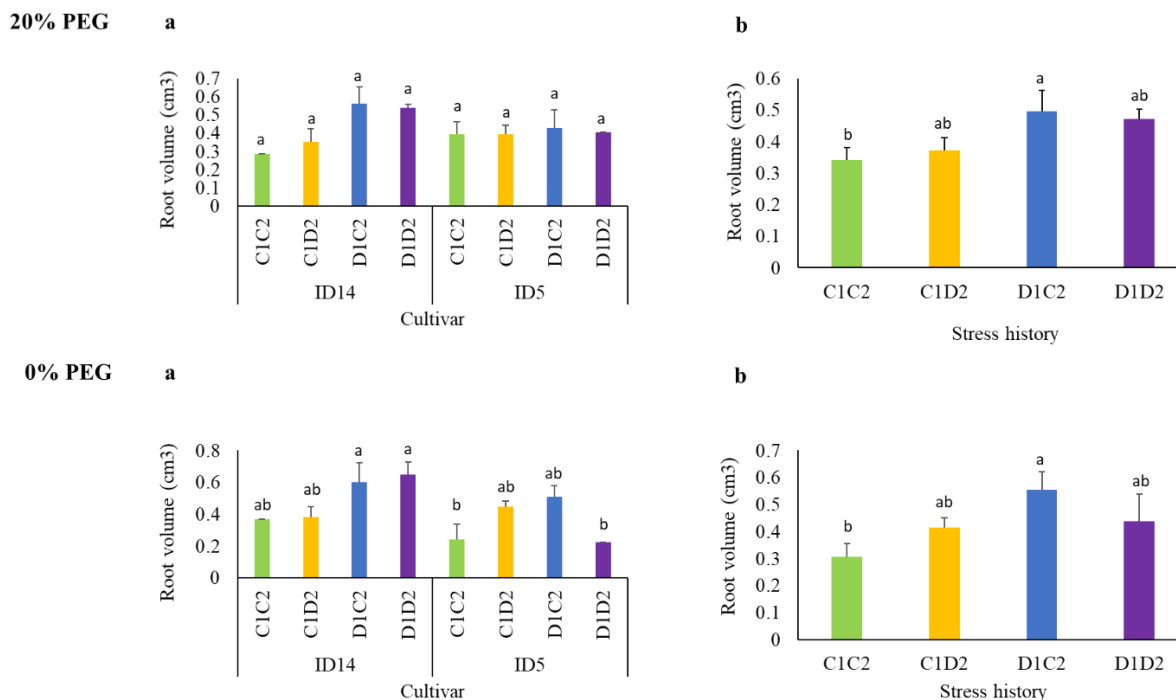 20% PEG
a
Root volume (cm3)
0.7
0.6
0.5
0.4
0.3
0.2
0.1
0
a a a a a a a a
C1C2 C1D2 D1C2 D1D2 C1C2 C1D2 D1C2 D1D2
ID14 ID5
Cultivar
b
Root volume (cm3)
0.6
0.5
0.4
0.3
0.2
0.1
0
b ab a ab
C1C2 C1D2 D1C2 D1D2
Stress history
0% PEG
a
Root volume (cm3)
0.8
0.6
0.4
0.2
0
ab ab a a b ab ab b
C1C2 C1D2 D1C2 D1D2 C1C2 C1D2 D1C2 D1D2
ID14 ID5
Cultivar
b
Root volume (cm3)
0.7
0.6
0.5
0.4
0.3
0.2
0.1
0
b ab a ab
C1C2 C1D2 D1C2 D1D2
Stress history